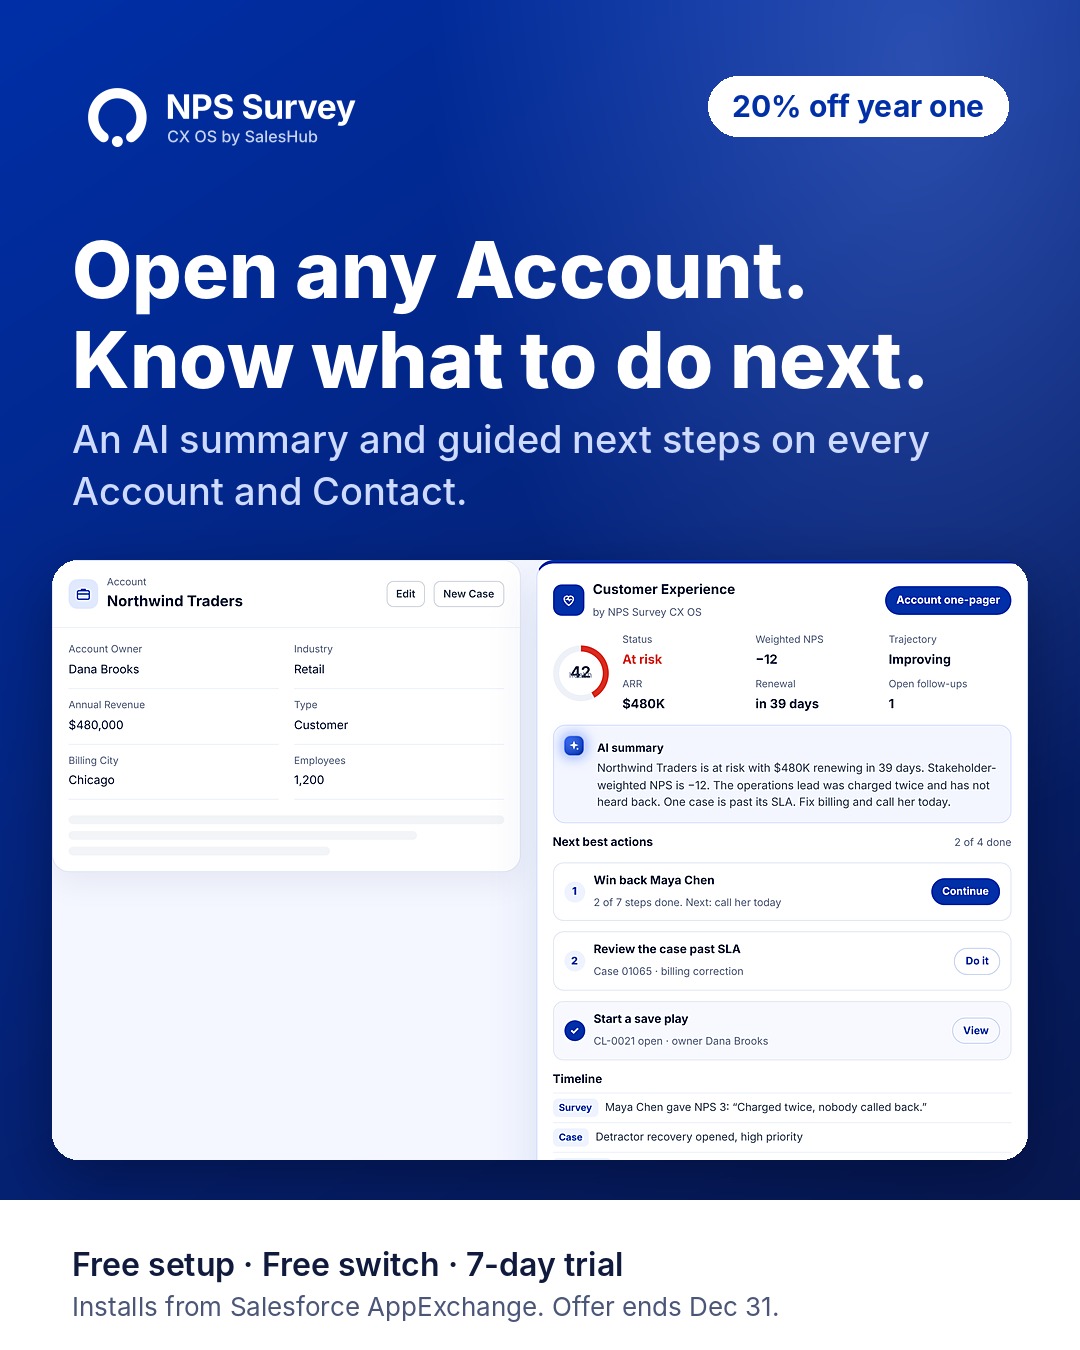 NPS Survey
CX OS by SalesHub
20% off year one
Open any Account.
Know what to do next.
An AI summary and guided next steps on every
Account and Contact.
Account
Northwind Traders
Edit
New Case
Account Owner
Dana Brooks
Industry
Retail
Annual Revenue
$480,000
Type
Customer
Billing City
Chicago
Employees
1,200
Customer Experience
by NPS Survey CX OS
Account one-pager
42
Status
At risk
Weighted NPS
−12
Trajectory
Improving
ARR
$480K
Renewal
in 39 days
Open follow-ups
1
AI summary
Northwind Traders is at risk with $480K renewing in 39 days. Stakeholder-
weighted NPS is −12. The operations lead was charged twice and has not
heard back. One case is past its SLA. Fix billing and call her today.
Next best actions
2 of 4 done
1
Win back Maya Chen
2 of 7 steps done. Next: call her today
Continue
2
Review the case past SLA
Case 01065 · billing correction
Do it
Start a save play
CL-0021 open · owner Dana Brooks
View
Timeline
Survey
Maya Chen gave NPS 3: “Charged twice, nobody called back.”
Case
Detractor recovery opened, high priority
Free setup · Free switch · 7-day trial
Installs from Salesforce AppExchange. Offer ends Dec 31.